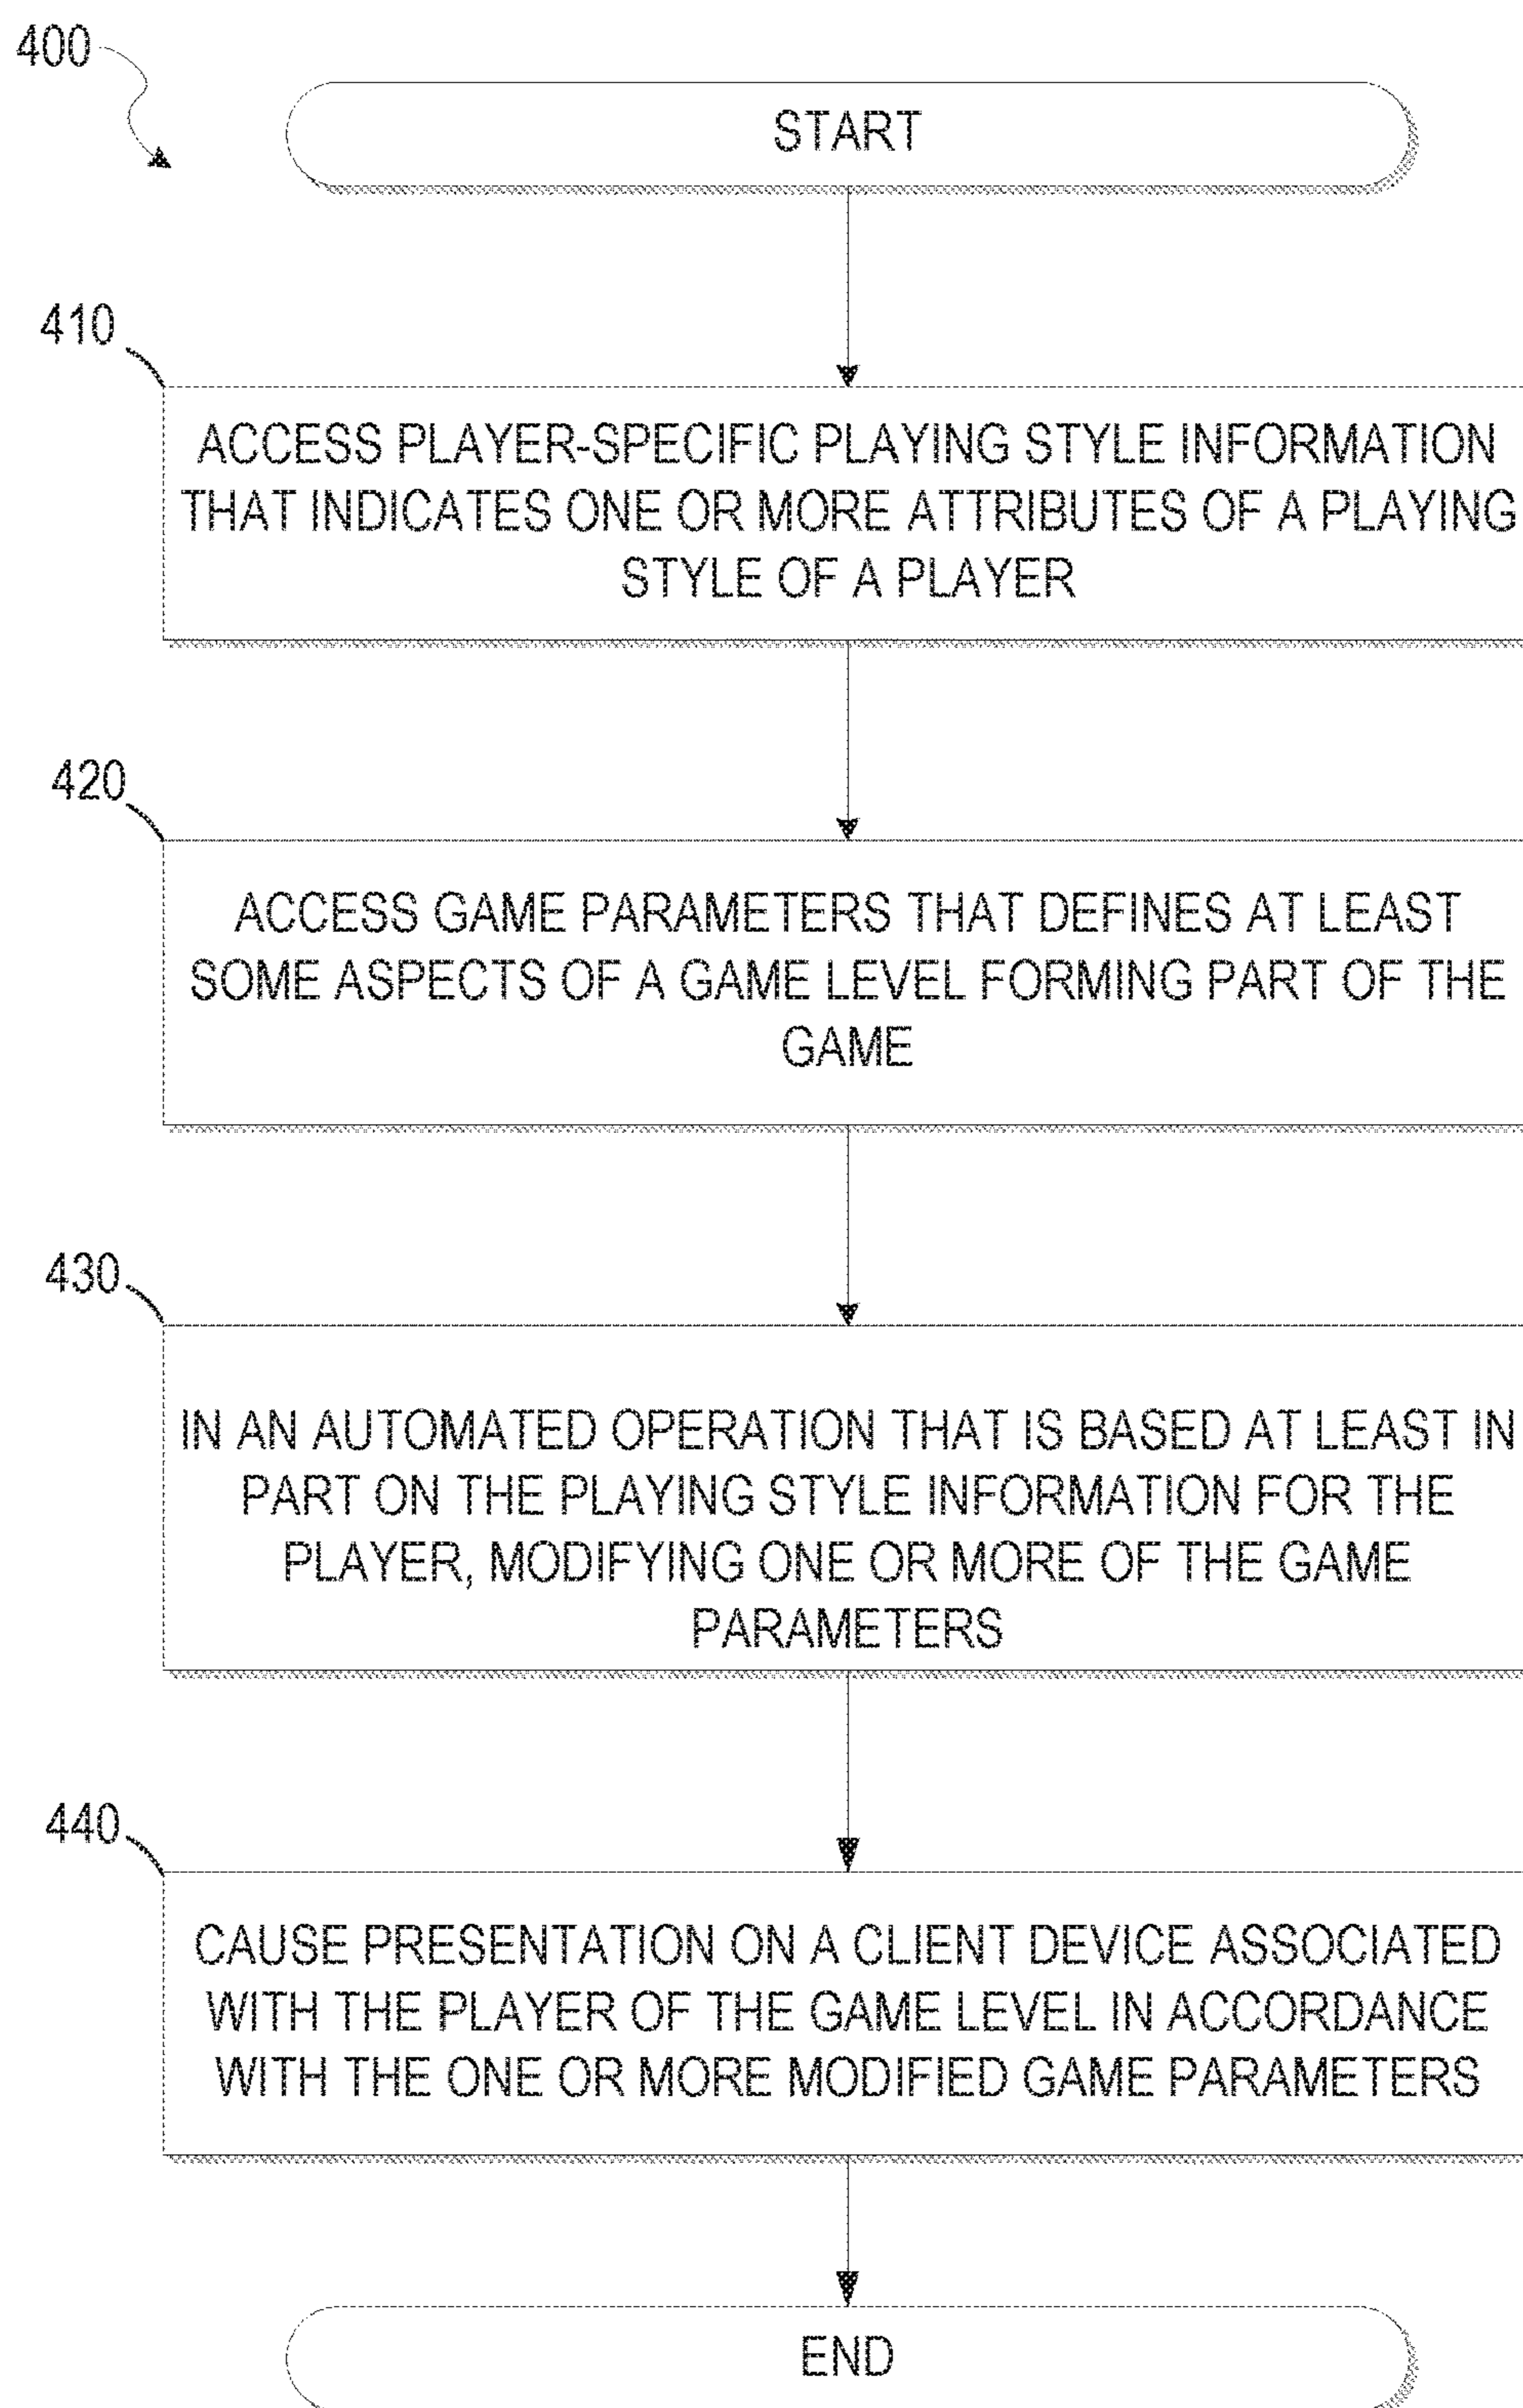 400
START
410
ACCESS PLAYER-SPECIFIC PLAYING STYLE INFORMATION
THAT INDICATES ONE OR MORE ATTRIBUTES OF A PLAYING
STYLE OF A PLAYER
420
ACCESS GAME PARAMETERS THAT DEFINES AT LEAST
SOME ASPECTS OF A GAME LEVEL FORMING PART OF THE
GAME
430
IN AN AUTOMATED OPERATION THAT IS BASED AT LEAST IN
PART ON THE PLAYING STYLE INFORMATION FOR THE
PLAYER, MODIFYING ONE OR MORE OF THE GAME
PARAMETERS
440
CAUSE PRESENTATION ON A CLIENT DEVICE ASSOCIATED
WITH THE PLAYER OF THE GAME LEVEL IN ACCORDANCE
WITH THE ONE OR MORE MODIFIED GAME PARAMETERS
END